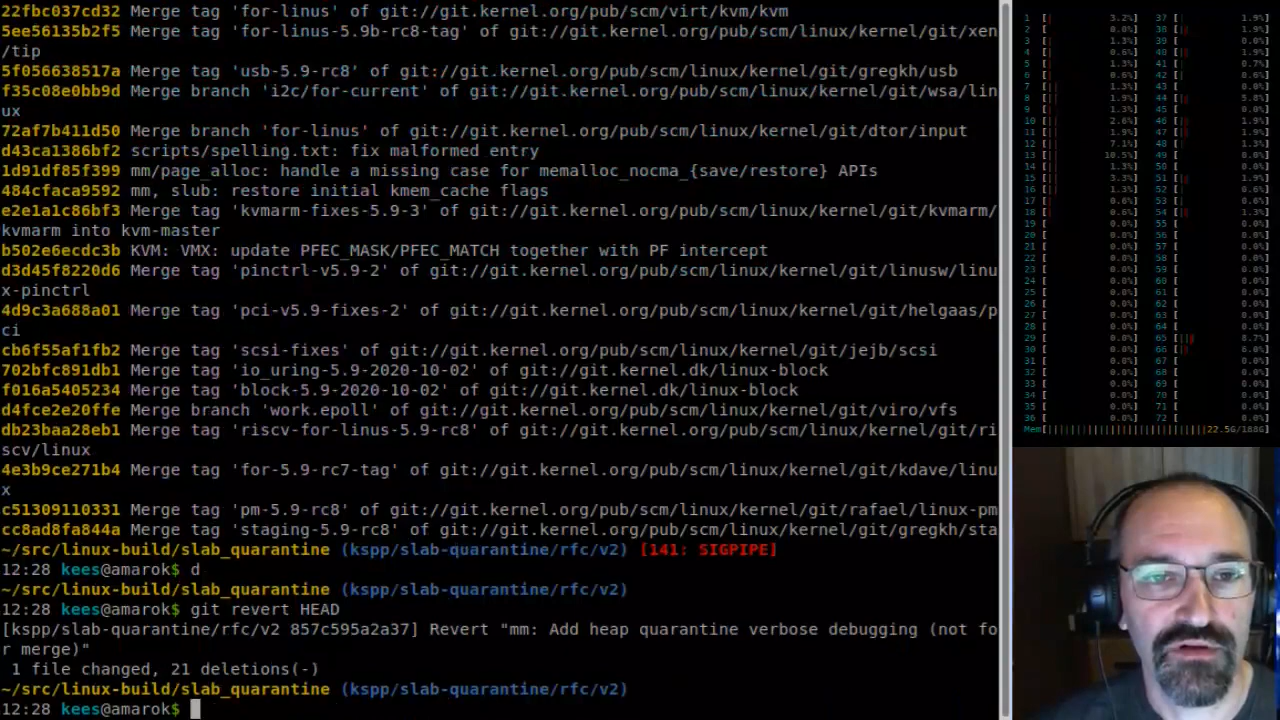 22fbc037cd32 Merge tag 'for-linus' of git://git.kernel.org/pub/scm/virt/kvm/kvm
5ee56135b2f5 Merge tag 'for-linus-5.9b-rc8-tag' of git://git.kernel.org/pub/scm/linux/kernel/git/xen
/tip
5f056638517a Merge tag 'usb-5.9-rc8' of git://git.kernel.org/pub/scm/linux/kernel/git/gregkh/usb
f35c08e0bb9d Merge branch 'i2c/for-current' of git://git.kernel.org/pub/scm/linux/kernel/git/wsa/lin
ux
72af7b411d50 Merge branch 'for-linus' of git://git.kernel.org/pub/scm/linux/kernel/git/dtor/input
d43ca1386bf2 scripts/spelling.txt: fix malformed entry
1d91df85f399 mm/page_alloc: handle a missing case for memalloc_nocma_{save/restore} APIs
484cfaca9592 mm, slub: restore initial kmem_cache flags
e2e1a1c86bf3 Merge tag 'kvmarm-fixes-5.9-3' of git://git.kernel.org/pub/scm/linux/kernel/git/kvmarm/
kvmarm into kvm-master
b502e6ecdc3b KVM: VMX: update PFEC_MASK/PFEC_MATCH together with PF intercept
d3d45f8220d6 Merge tag 'pinctrl-v5.9-2' of git://git.kernel.org/pub/scm/linux/kernel/git/linusw/linu
x-pinctrl
4d9c3a688a01 Merge tag 'pci-v5.9-fixes-2' of git://git.kernel.org/pub/scm/linux/kernel/git/helgaas/p
ci
cb6f55af1fb2 Merge tag 'scsi-fixes' of git://git.kernel.org/pub/scm/linux/kernel/git/jejb/scsi
702bfc891db1 Merge tag 'io_uring-5.9-2020-10-02' of git://git.kernel.dk/linux-block
f016a5405234 Merge tag 'block-5.9-2020-10-02' of git://git.kernel.dk/linux-block
d4fce2e20ffe Merge branch 'work.epoll' of git://git.kernel.org/pub/scm/linux/kernel/git/viro/vfs
db23baa28eb1 Merge tag 'riscv-for-linus-5.9-rc8' of git://git.kernel.org/pub/scm/linux/kernel/git/ri
scv/linux
4e3b9ce271b4 Merge tag 'for-5.9-rc7-tag' of git://git.kernel.org/pub/scm/linux/kernel/git/kdave/linu
x
c51309110331 Merge tag 'pm-5.9-rc8' of git://git.kernel.org/pub/scm/linux/kernel/git/rafael/linux-pm
cc8ad8fa844a Merge tag 'staging-5.9-rc8' of git://git.kernel.org/pub/scm/linux/kernel/git/gregkh/sta
~/src/linux-build/slab_quarantine (kspp/slab-quarantine/rfc/v2) [141: SIGPIPE]
12:28 kees@amarok$ d
~/src/linux-build/slab_quarantine (kspp/slab-quarantine/rfc/v2)
12:28 kees@amarok$ git revert HEAD
[kspp/slab-quarantine/rfc/v2 857c595a2a37] Revert "mm: Add heap quarantine verbose debugging (not fo
r merge)"
 1 file changed, 21 deletions(-)
~/src/linux-build/slab_quarantine (kspp/slab-quarantine/rfc/v2)
12:28 kees@amarok$
Mem[22.5G/188G]